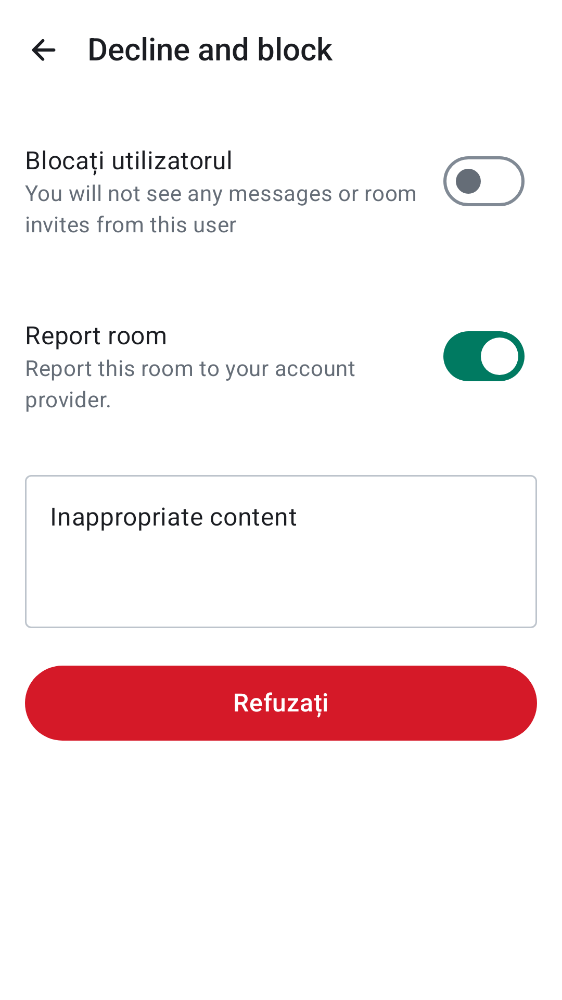 Decline and block
Blocați utilizatorul
You will not see any messages or room
invites from this user
Report room
Report this room to your account
provider.
Inappropriate content
Refuzați